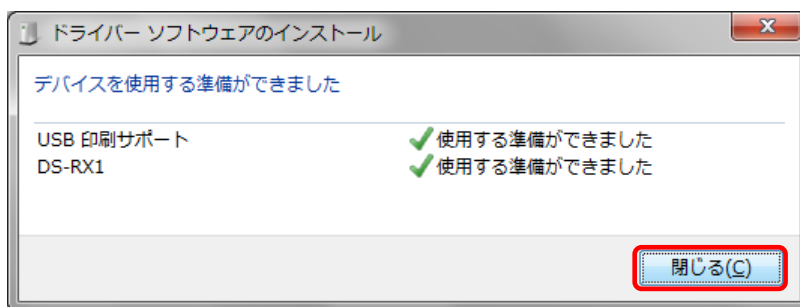 ドライバー ソフトウェアのインストール
デバイスを使用する準備ができました
USB 印刷サポート 使用する準備ができました
DS-RX1 使用する準備ができました
閉じる(C)